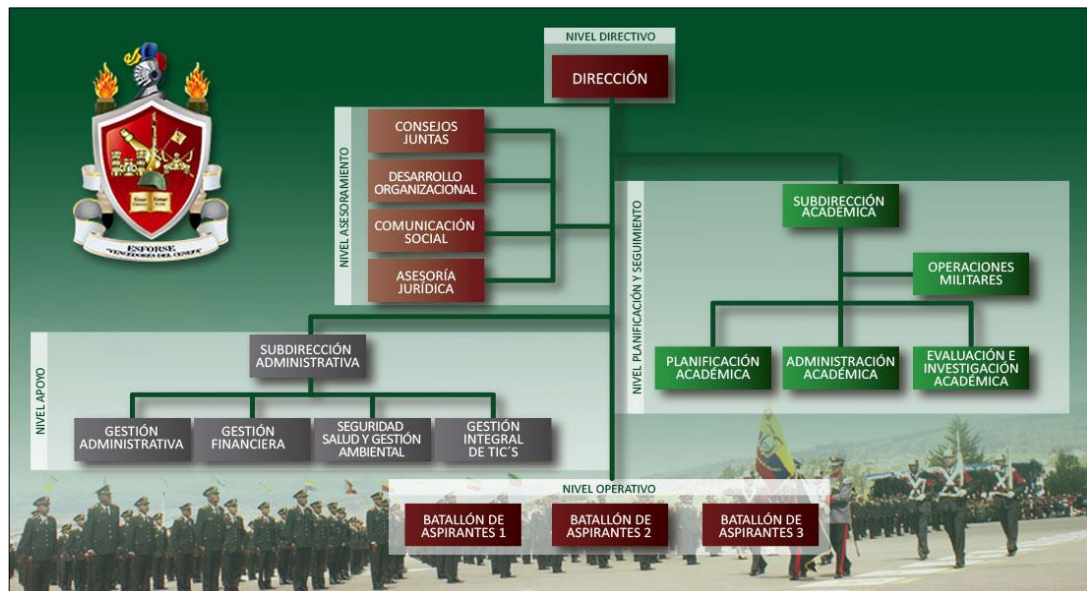 NIVEL DIRECTIVO
DIRECCIÓN
NIVEL ASESORAMIENTO
CONSEJOS
JUNTAS
DESARROLLO
ORGANIZACIONAL
COMUNICACIÓN
SOCIAL
ASESORÍA
JURÍDICA
NIVEL PLANIFICACIÓN Y SEGUIMIENTO
SUBDIRECCIÓN
ACADÉMICA
OPERACIONES
MILITARES
PLANIFICACIÓN
ACADÉMICA
ADMINISTRACIÓN
ACADÉMICA
EVALUACIÓN E
INVESTIGACIÓN
ACADÉMICA
NIVEL APOYO
SUBDIRECCIÓN
ADMINISTRATIVA
GESTIÓN
ADMINISTRATIVA
GESTIÓN
FINANCIERA
SEGURIDAD
SALUD Y GESTIÓN
AMBIENTAL
GESTIÓN
INTEGRAL
DE TIC´S
NIVEL OPERATIVO
BATALLÓN DE
ASPIRANTES 1
BATALLÓN DE
ASPIRANTES 2
BATALLÓN DE
ASPIRANTES 3
ESFORSE
"VENCEDORES DEL CENEPA"